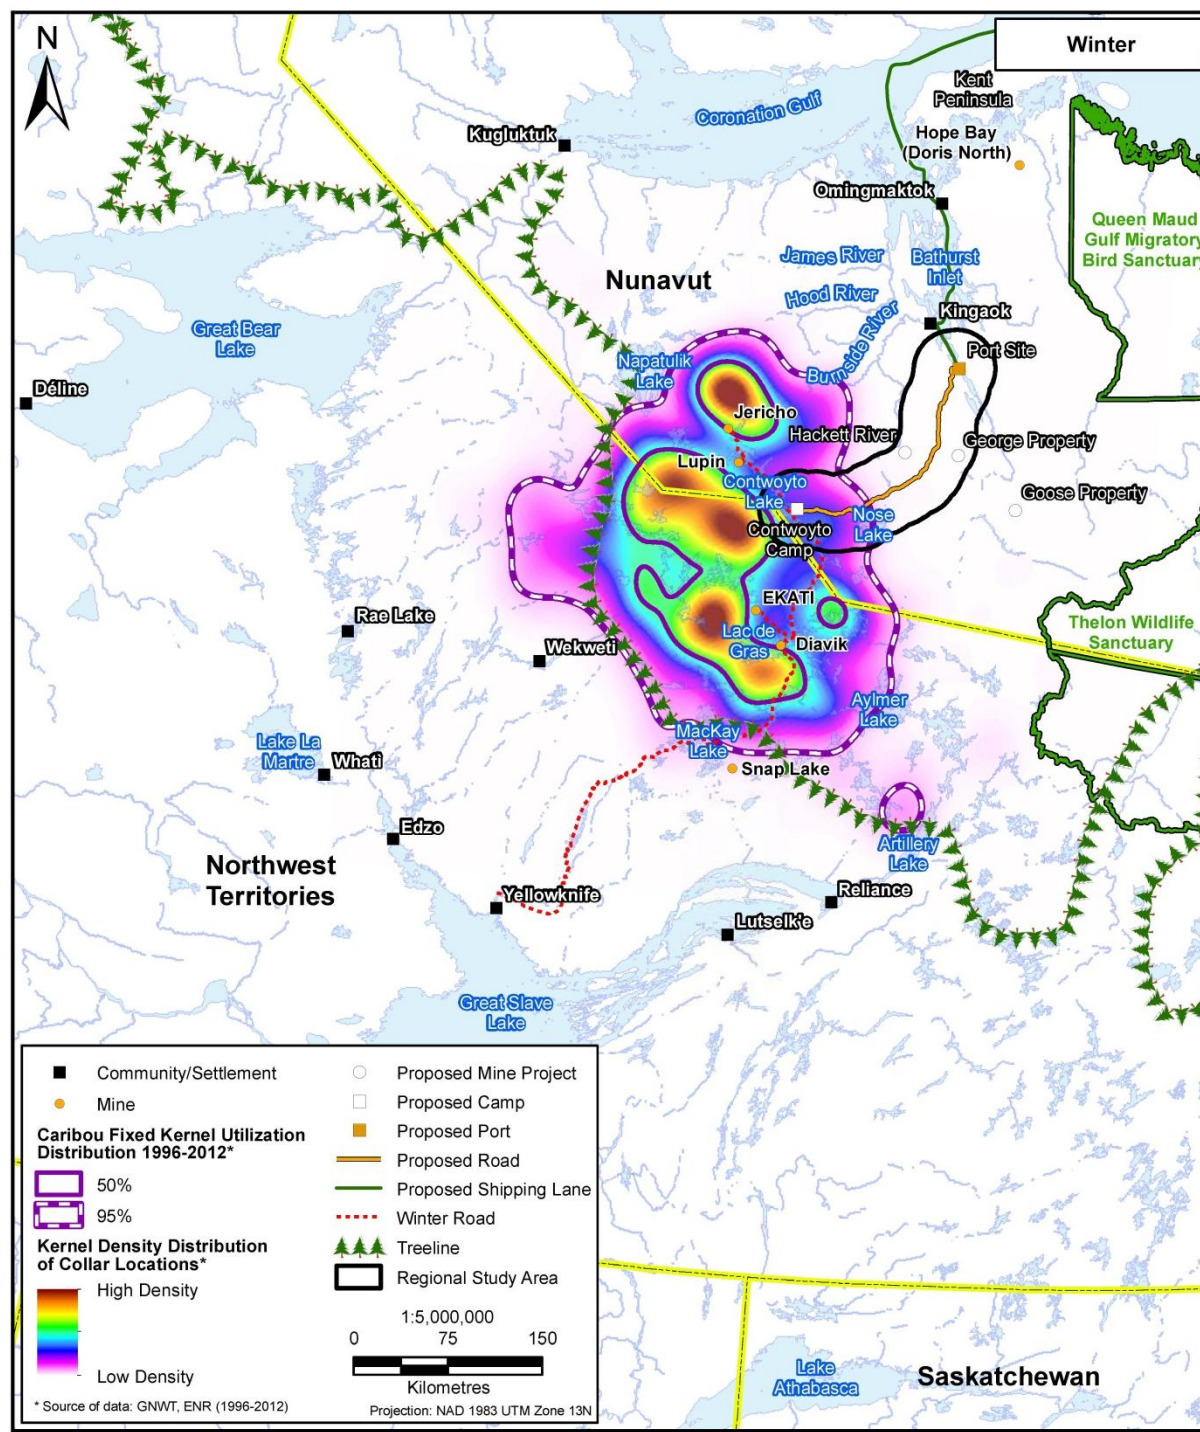 Winter
N
Kent
Peninsula
Coronation Gulf
Kugluktuk
Hope Bay
(Doris North)
Omingmaktok
Queen Maud
Gulf Migratory
Bird Sanctuary
James River
Bathurst
Inlet
Nunavut
Hood River
Kingaok
Great Bear
Lake
Burnside River
Port Site
Napatulik
Lake
Déline
Jericho
Hackett River
George Property
Lupin
Contwoyto
Lake
Goose Property
Nose
Lake
Contwoyto
Camp
EKATI
Rae Lake
Thelon Wildlife
Sanctuary
Lac de
Gras
Diavik
Wekweti
Aylmer
Lake
MacKay
Lake
Lake La
Martre
Whati
Snap Lake
Edzo
Artillery
Lake
Northwest
Territories
Yellowknife
Reliance
Lutselk'e
Great Slave
Lake
Community/Settlement
Mine
Caribou Fixed Kernel Utilization
Distribution 1996-2012*
50%
95%
Kernel Density Distribution
of Collar Locations*
High Density
Low Density
* Source of data: GNWT, ENR (1996-2012)
Proposed Mine Project
Proposed Camp
Proposed Port
Proposed Road
Proposed Shipping Lane
Winter Road
Treeline
Regional Study Area
1:5,000,000
0 75 150
Kilometres
Projection: NAD 1983 UTM Zone 13N
Lake
Athabasca
Saskatchewan